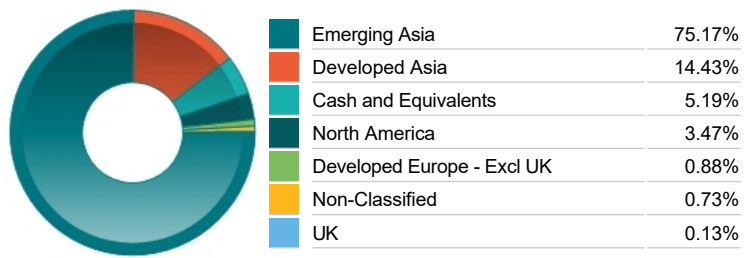 Emerging Asia 75.17%
Developed Asia 14.43%
Cash and Equivalents 5.19%
North America 3.47%
Developed Europe - Excl UK 0.88%
Non-Classified 0.73%
UK 0.13%